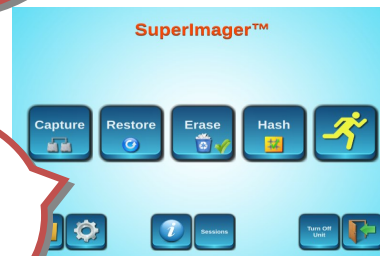 SuperImager™
Capture
Restore
Erase
Hash
Sessions
Turn Off
Unit